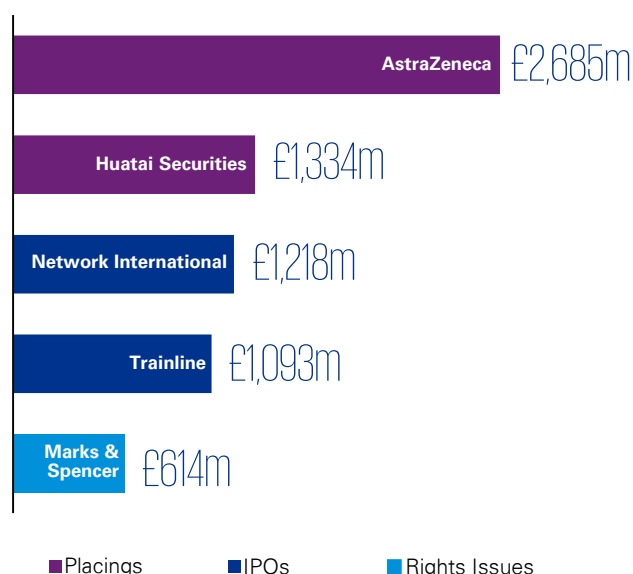 AstraZeneca £2,685m
Huatai Securities £1,334m
Network International £1,218m
Trainline £1,093m
Marks &
Spencer £614m
Placings IPOs Rights Issues